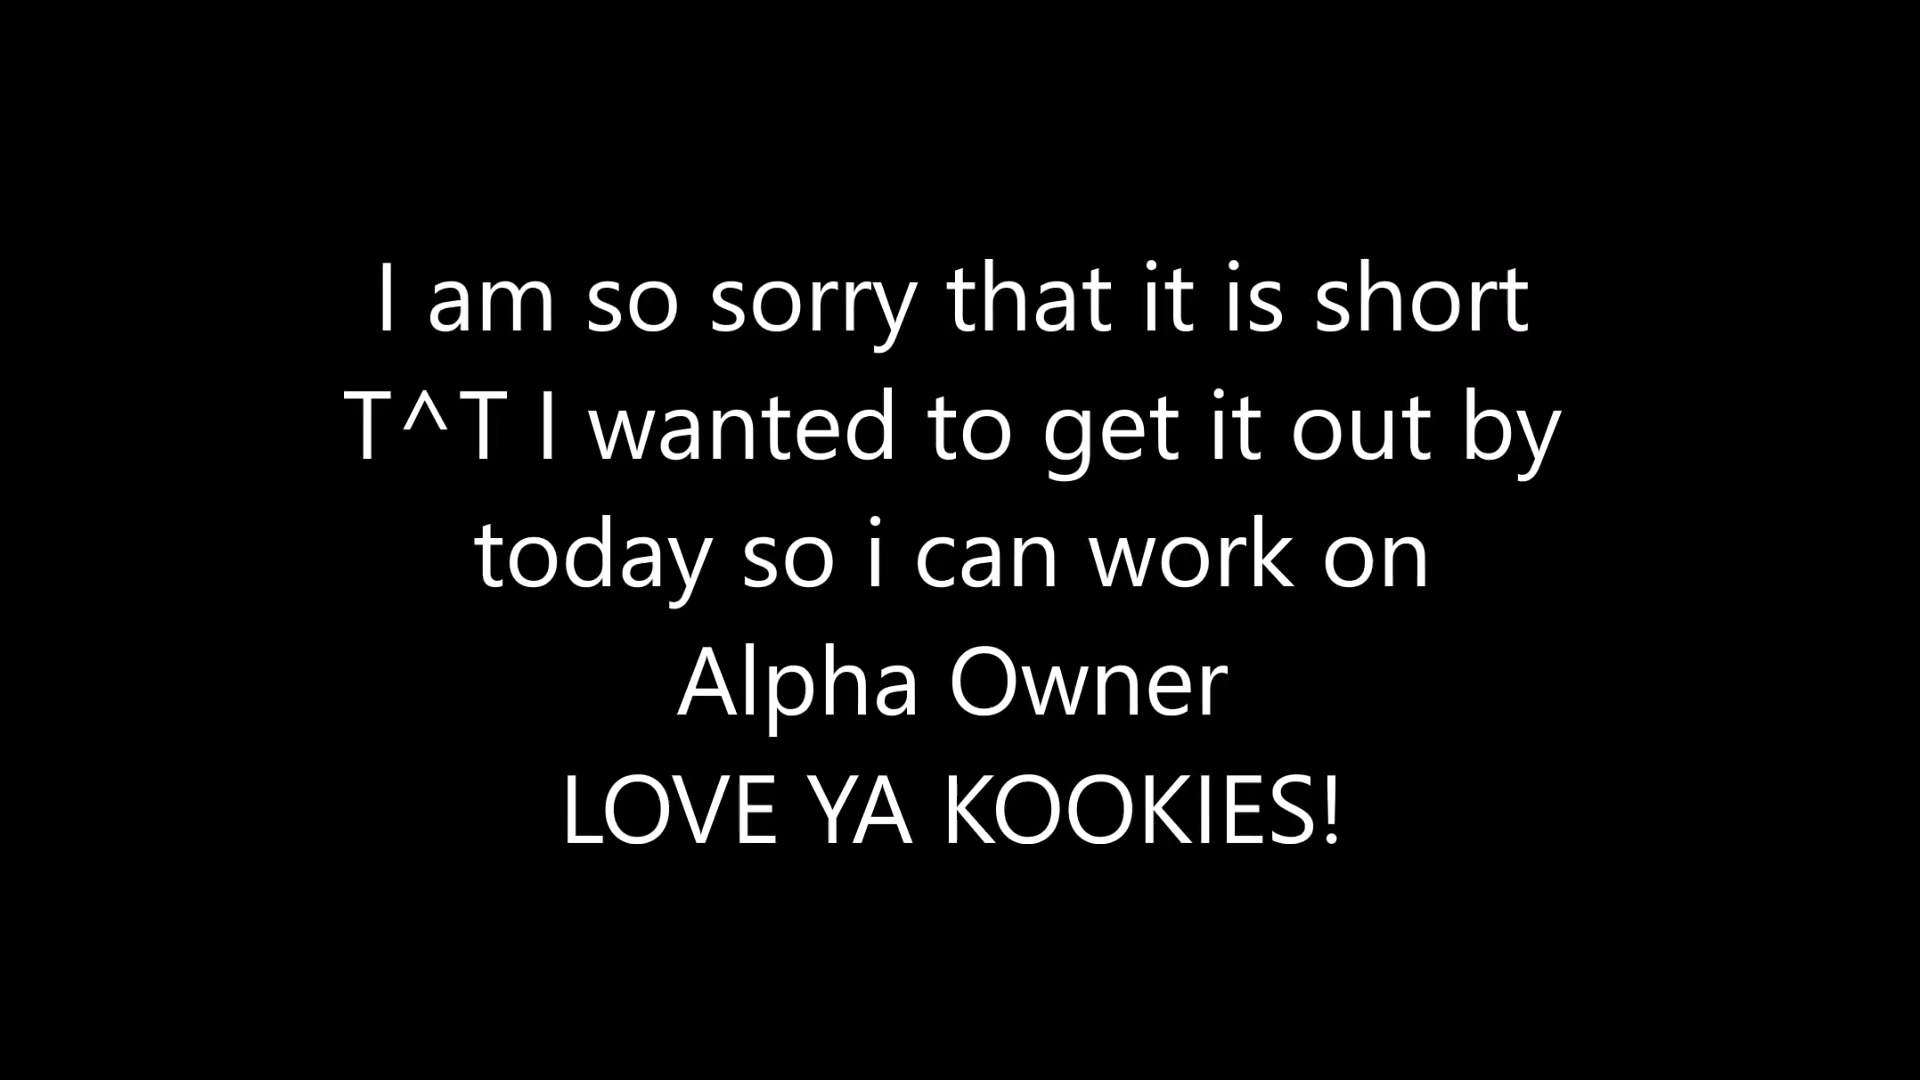 I am so sorry that it is short
T^T I wanted to get it out by
today so i can work on
Alpha Owner
LOVE YA KOOKIES!